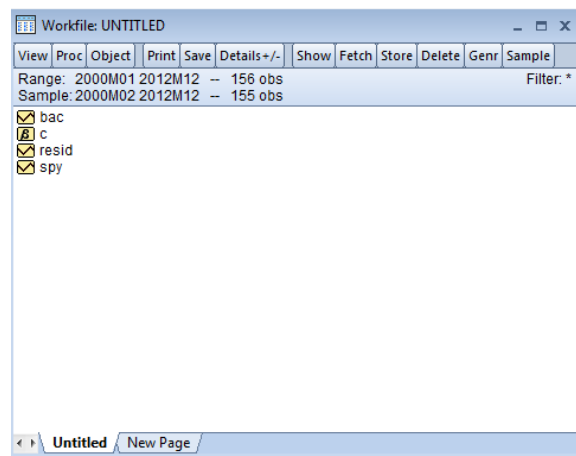 Workfile: UNTITLED
View Proc Object Print Save Details+/- Show Fetch Store Delete Genr Sample
Range: 2000M01 2012M12 -- 156 obs Filter: *
Sample: 2000M02 2012M12 -- 155 obs
bac
β c
resid
spy
Untitled New Page